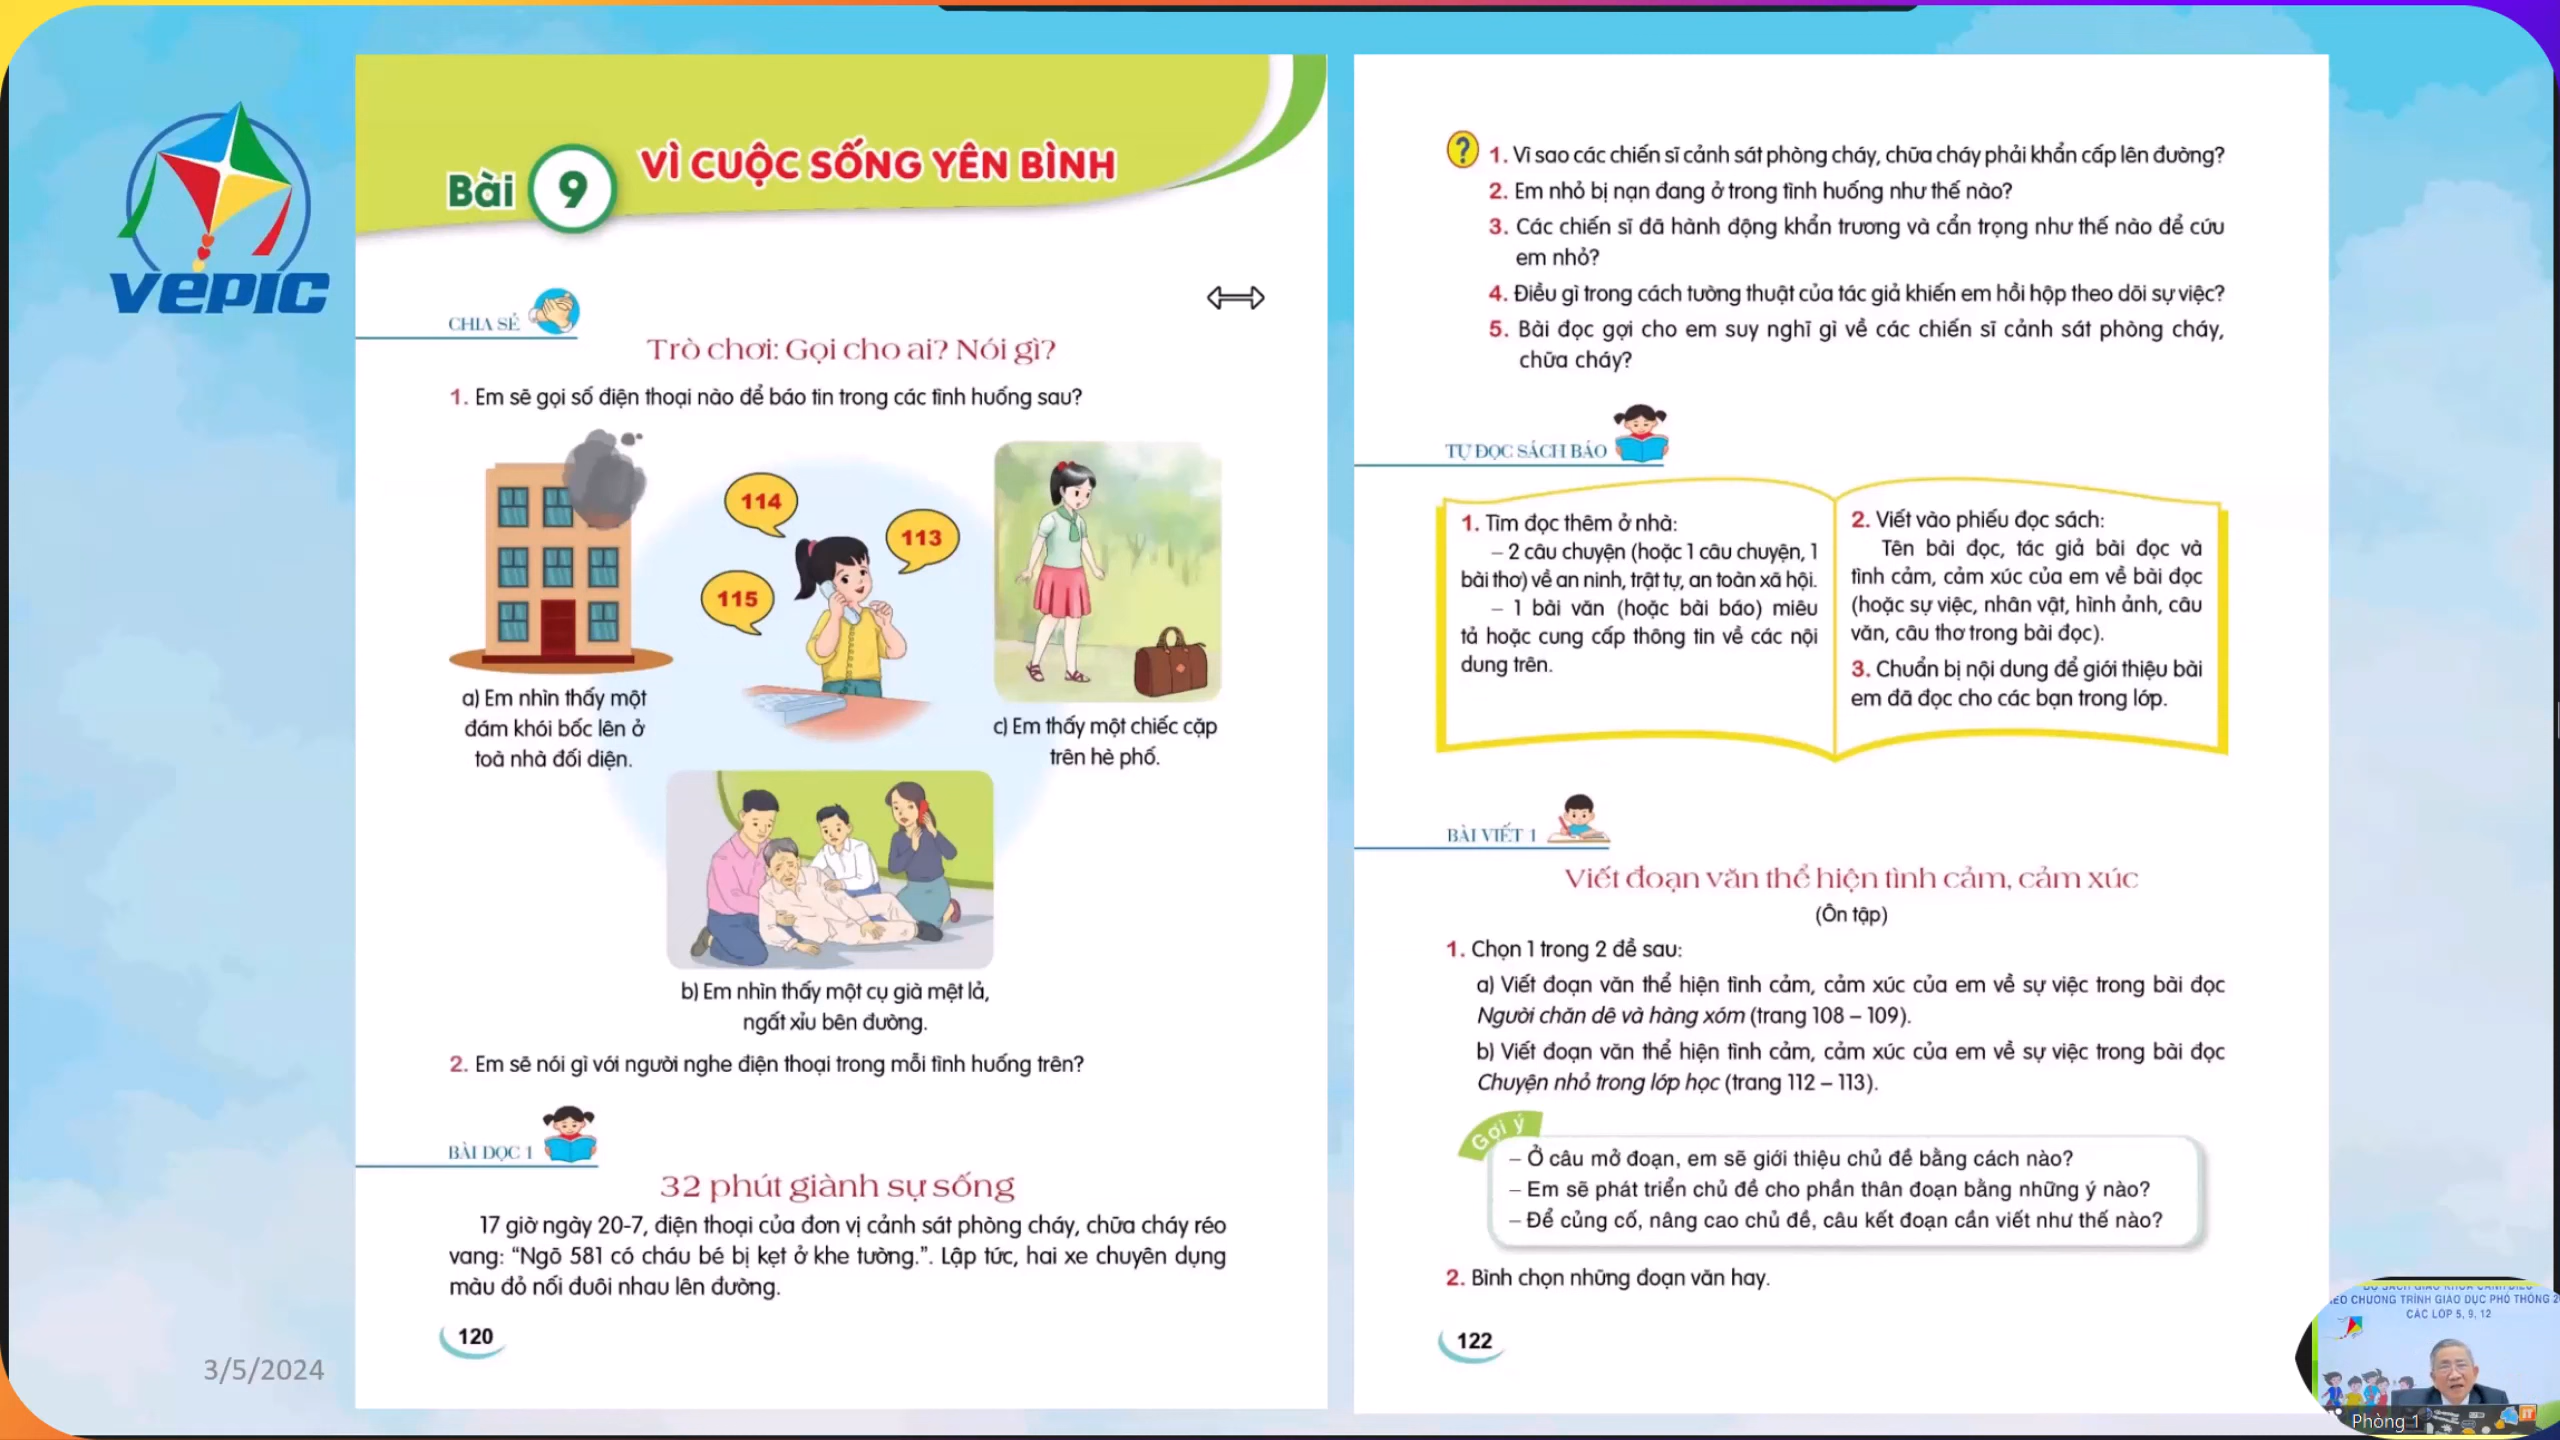 VEPIC
Bài 9
VÌ CUỘC SỐNG YÊN BÌNH
CHIA SẺ
Trò chơi: Gọi cho ai? Nói gì?
1. Em sẽ gọi số điện thoại nào để báo tin trong các tình huống sau?
114
113
115
a) Em nhìn thấy một
đám khói bốc lên ở
toà nhà đối diện.
c) Em thấy một chiếc cặp
trên hè phố.
b) Em nhìn thấy một cụ già mệt lả,
ngất xỉu bên đường.
2. Em sẽ nói gì với người nghe điện thoại trong mỗi tình huống trên?
BÀI ĐỌC 1
32 phút giành sự sống
17 giờ ngày 20-7, điện thoại của đơn vị cảnh sát phòng cháy, chữa cháy réo
vang: “Ngõ 581 có cháu bé bị kẹt ở khe tường.”. Lập tức, hai xe chuyên dụng
màu đỏ nối đuôi nhau lên đường.
120
3/5/2024
?
1. Vì sao các chiến sĩ cảnh sát phòng cháy, chữa cháy phải khẩn cấp lên đường?
2. Em nhỏ bị nạn đang ở trong tình huống như thế nào?
3. Các chiến sĩ đã hành động khẩn trương và cẩn trọng như thế nào để cứu
em nhỏ?
4. Điều gì trong cách tường thuật của tác giả khiến em hồi hộp theo dõi sự việc?
5. Bài đọc gợi cho em suy nghĩ gì về các chiến sĩ cảnh sát phòng cháy,
chữa cháy?
TỰ ĐỌC SÁCH BÁO
1. Tìm đọc thêm ở nhà:
– 2 câu chuyện (hoặc 1 câu chuyện, 1
bài thơ) về an ninh, trật tự, an toàn xã hội.
– 1 bài văn (hoặc bài báo) miêu
tả hoặc cung cấp thông tin về các nội
dung trên.
2. Viết vào phiếu đọc sách:
Tên bài đọc, tác giả bài đọc và
tình cảm, cảm xúc của em về bài đọc
(hoặc sự việc, nhân vật, hình ảnh, câu
văn, câu thơ trong bài đọc).
3. Chuẩn bị nội dung để giới thiệu bài
em đã đọc cho các bạn trong lớp.
BÀI VIẾT 1
Viết đoạn văn thể hiện tình cảm, cảm xúc
(Ôn tập)
1. Chọn 1 trong 2 đề sau:
a) Viết đoạn văn thể hiện tình cảm, cảm xúc của em về sự việc trong bài đọc
Người chăn dê và hàng xóm (trang 108 – 109).
b) Viết đoạn văn thể hiện tình cảm, cảm xúc của em về sự việc trong bài đọc
Chuyện nhỏ trong lớp học (trang 112 – 113).
Gợi ý
– Ở câu mở đoạn, em sẽ giới thiệu chủ đề bằng cách nào?
– Em sẽ phát triển chủ đề cho phần thân đoạn bằng những ý nào?
– Để củng cố, nâng cao chủ đề, câu kết đoạn cần viết như thế nào?
2. Bình chọn những đoạn văn hay.
122
CHƯƠNG TRÌNH GIÁO DỤC PHỔ THÔNG
CÁC LỚP 5, 9, 12
Phòng 1